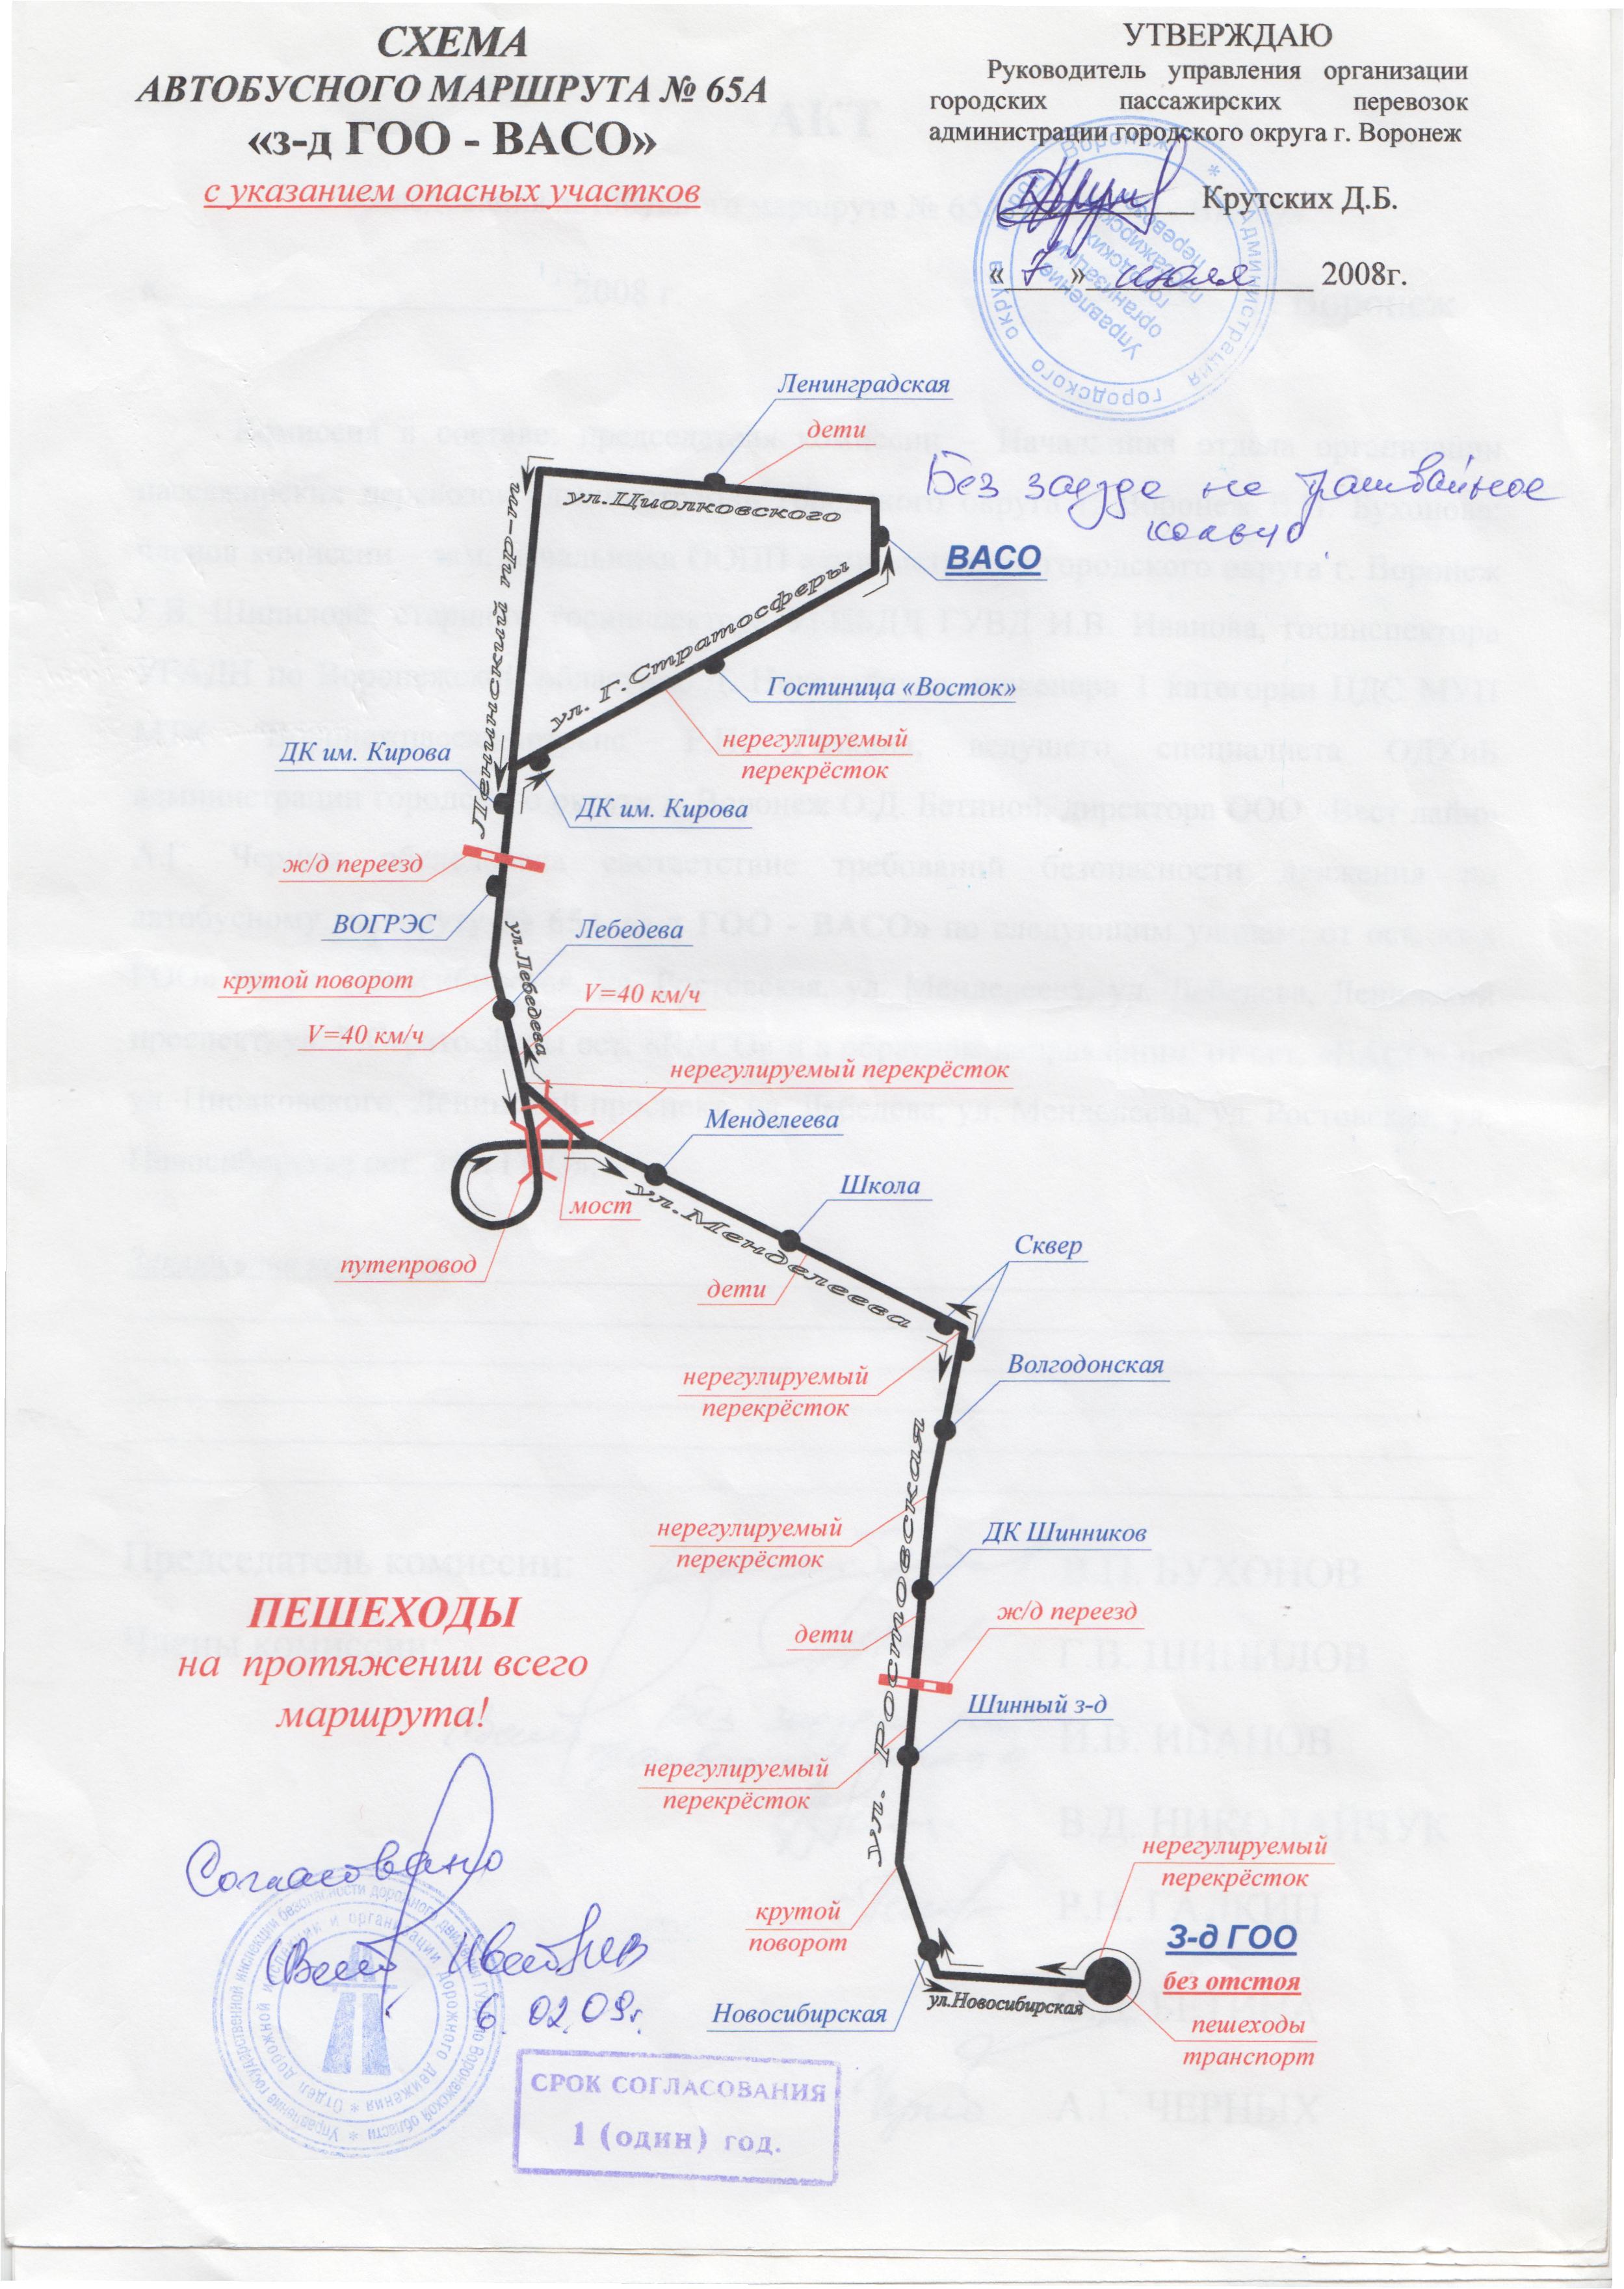 СХЕМА
АВТОБУСНОГО МАРШРУТА № 65А
«з-д ГОО - ВАСО»
с указанием опасных участков
УТВЕРЖДАЮ
Руководитель управления организации
городских пассажирских перевозок
администрации городского округа г. Воронеж
Крутских Д.Б.
« 7 » июля 2008г.
Ленинградская
дети
Без заезда на трамвайное
кольцо
ул.Циолковского
ВАСО
Ленинский пр-т
ул. Г.Стратосферы
Гостиница «Восток»
нерегулируемый
перекрёсток
ДК им. Кирова
ДК им. Кирова
ж/д переезд
ВОГРЭС
Лебедева
ул.Лебедева
крутой поворот
V=40 км/ч
V=40 км/ч
нерегулируемый перекрёсток
Менделеева
Школа
мост
ул.Менделеева
путепровод
Сквер
дети
нерегулируемый
перекрёсток
Волгодонская
ул. Ростовская
нерегулируемый
перекрёсток
ДК Шинников
дети
ж/д переезд
ПЕШЕХОДЫ
на протяжении всего
маршрута!
Шинный з-д
нерегулируемый
перекрёсток
нерегулируемый
перекрёсток
крутой
поворот
З-д ГОО
без отстоя
Новосибирская
ул.Новосибирская
пешеходы
транспорт
Согласовано
6.02.09г.
СРОК СОГЛАСОВАНИЯ
1 (один) год.